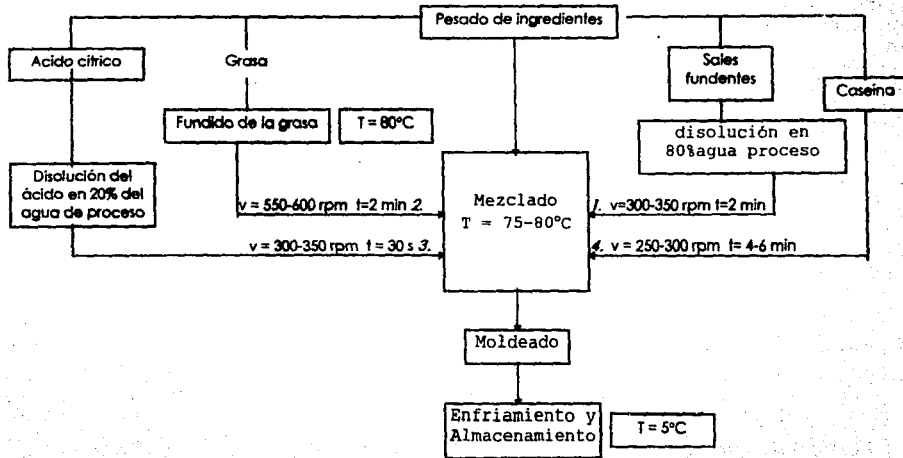 Pesado de ingredientes
Acido cítrico
Grasa
Sales
fundentes
Caseína
Fundido de la grasa
T = 80°C
disolución en
80%agua proceso
Disolución del
ácido en 20% del
agua de proceso
Mezclado
T = 75-80°C
v = 550-600 rpm t=2 min 2.
1. v=300-350 rpm t=2 min
v = 300-350 rpm t = 30 s 3.
4. v = 250-300 rpm t= 4-6 min
Moldeado
Enfriamiento y
Almacenamiento
T = 5°C